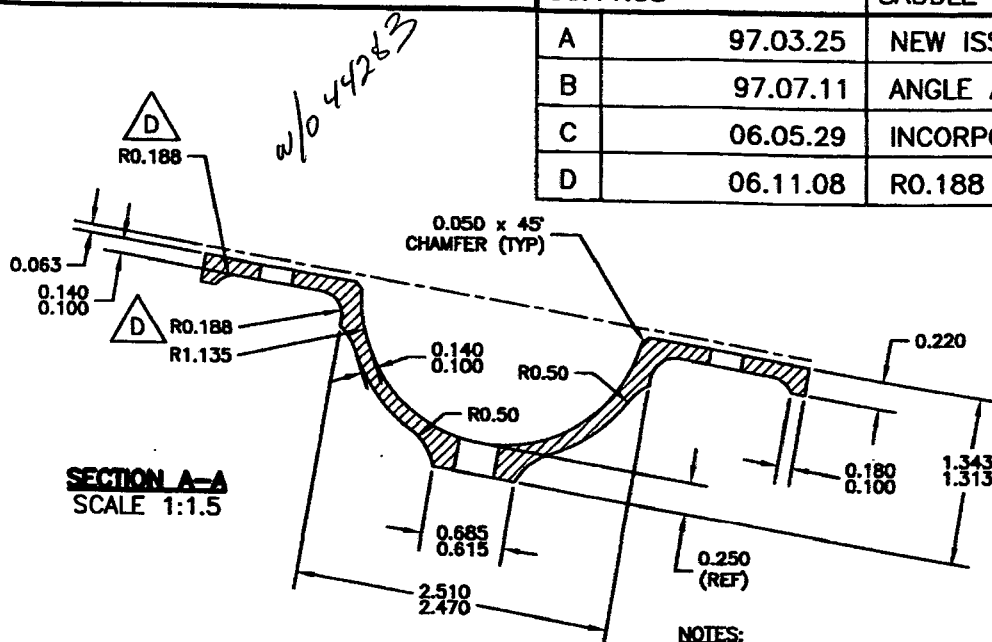 A 97.03.25 NEW ISS
B 97.07.11 ANGLE A
C 06.05.29 INCORPO
D 06.11.08 R0.188
w/o 44283
D
R0.188
0.050 x 45°
CHAMFER (TYP)
0.063
0.140
0.100
D
R0.188
R1.135
0.140
0.100
R0.50
R0.50
0.220
SECTION A-A
SCALE 1:1.5
0.180
0.100
1.343
1.313
0.685
0.615
0.250
(REF)
2.510
2.470
NOTES: